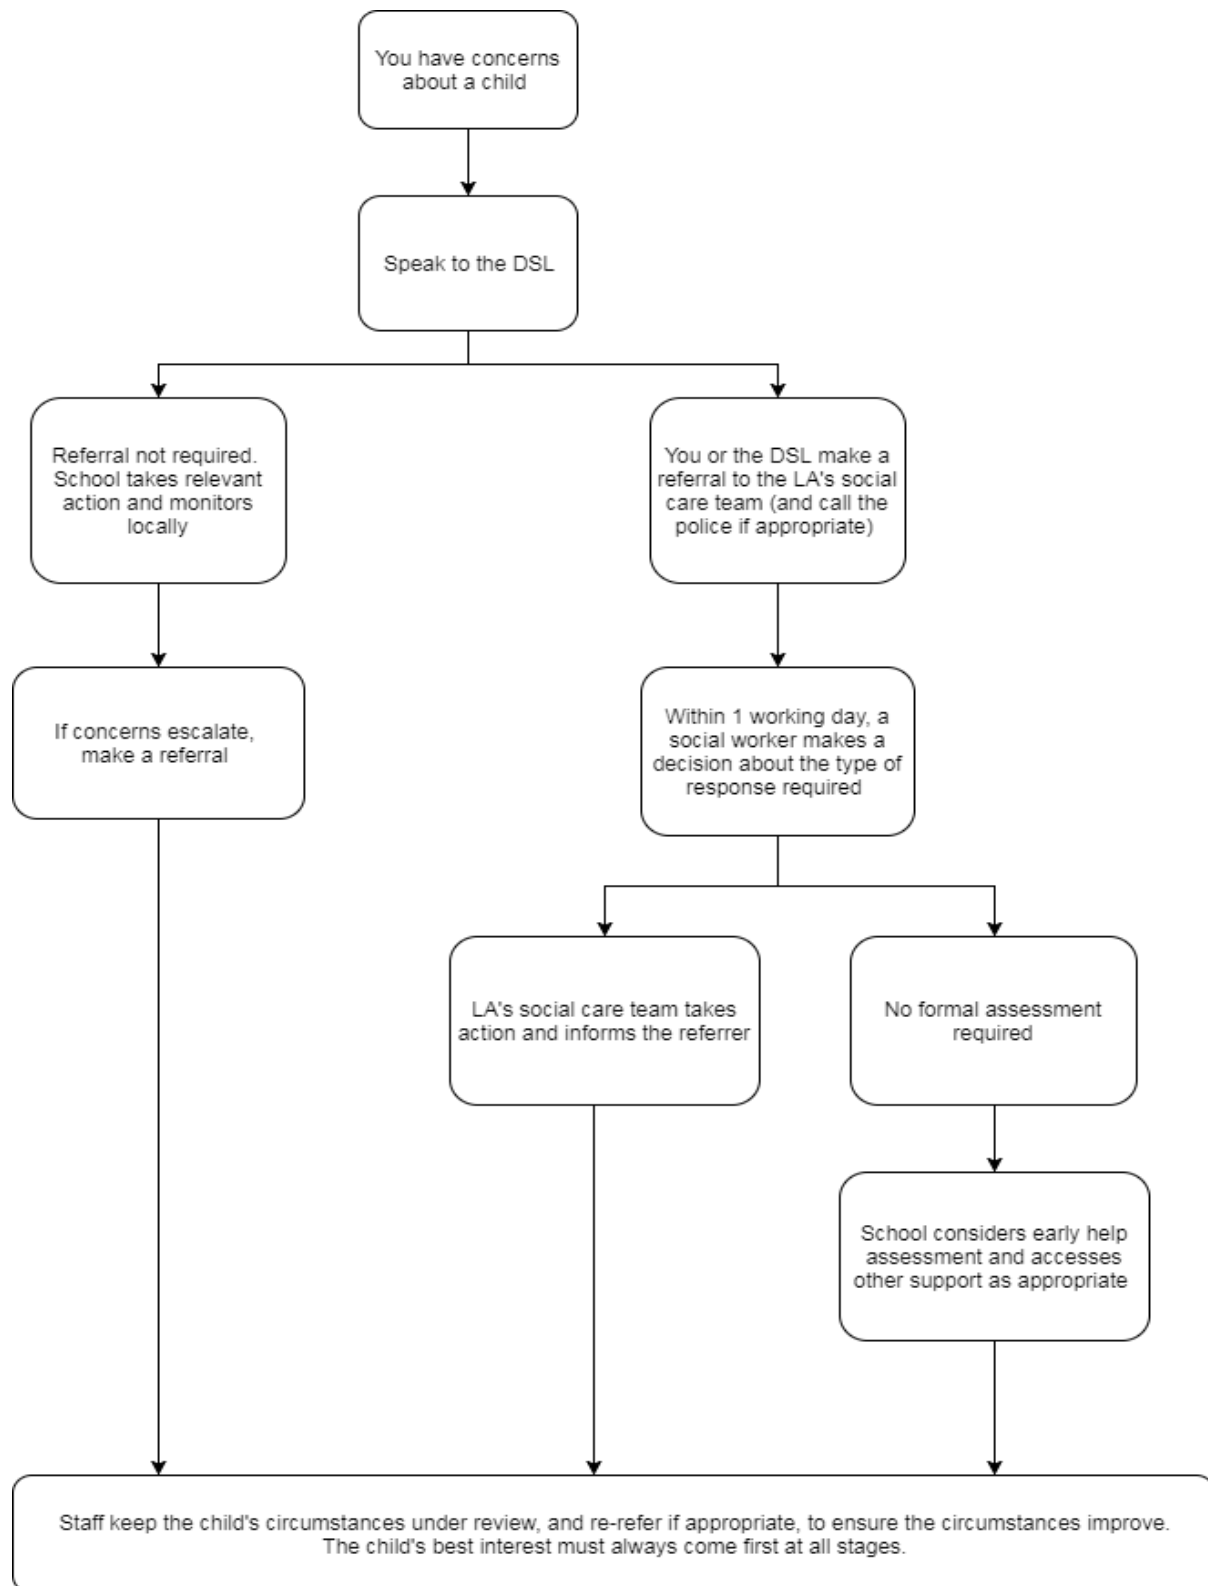 You have concerns
about a child
Speak to the DSL
Referral not required.
School takes relevant
action and monitors
locally
You or the DSL make a
referral to the LA's social
care team (and call the
police if appropriate)
If concerns escalate,
make a referral
Within 1 working day, a
social worker makes a
decision about the type of
response required
LA's social care team takes
action and informs the referrer
No formal assessment
required
School considers early help
assessment and accesses
other support as appropriate
Staff keep the child's circumstances under review, and re-refer if appropriate, to ensure the circumstances improve.
The child's best interest must always come first at all stages.